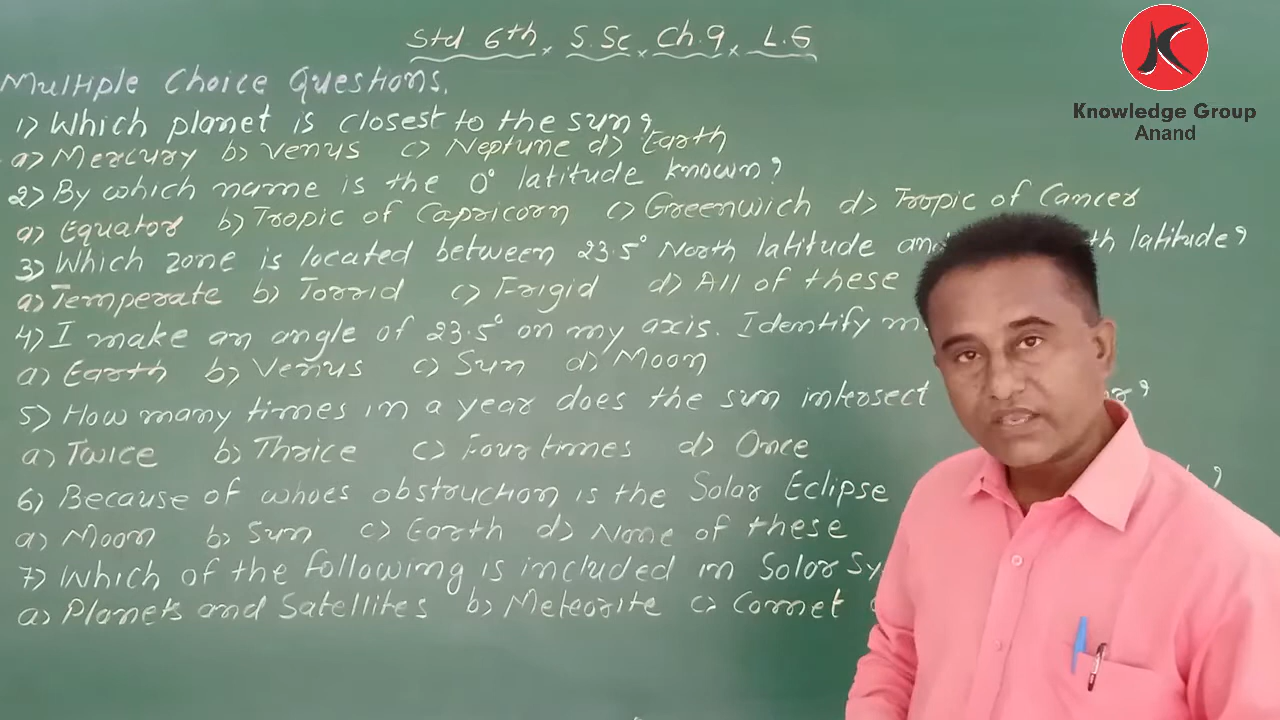 Std. 6th × S.Sc × Ch.9 × L.6
Knowledge Group
Anand
Multiple Choice Questions.
1) Which planet is closest to the sun?
a) Mercury b) Venus c) Neptune d) Earth
2) By which name is the 0° latitude known?
a) Equator b) Tropic of Capricorn c) Greenwich d) Tropic of Cancer
3) Which zone is located between 23.5° North latitude and th latitude?
a) Temperate b) Torrid c) Frigid d) All of these
4) I make an angle of 23.5° on my axis. Identify m
a) Earth b) Venus c) Sun d) Moon
5) How many times in a year does the sun intersect r?
a) Twice b) Thrice c) Four times d) Once
6) Because of whoes obstruction is the Solar Eclipse ?
a) Moon b) Sun c) Earth d) None of these
7) Which of the following is included in Solar Sy
a) Planets and Satellites b) Meteorite c) Comet